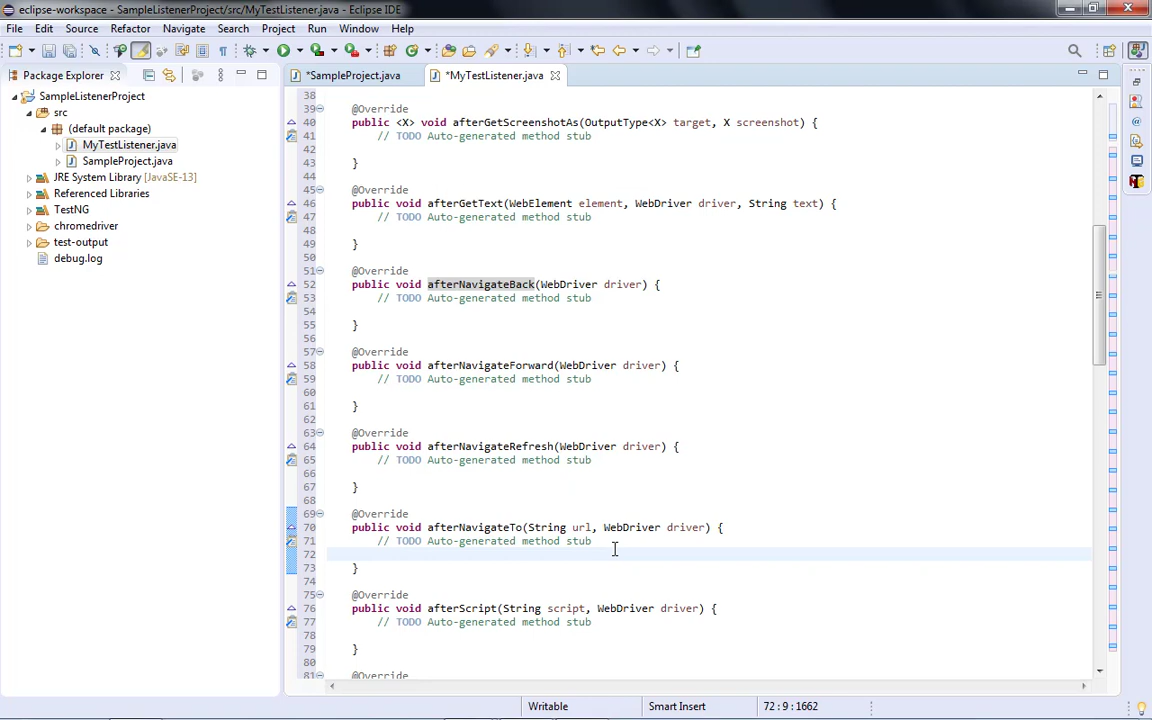 eclipse-workspace - SampleListenerProject/src/MyTestListener.java - Eclipse IDE
File Edit Source Refactor Navigate Search Project Run Window Help
Package Explorer
*SampleProject.java
*MyTestListener.java
SampleListenerProject
src
(default package)
MyTestListener.java
SampleProject.java
JRE System Library [JavaSE-13]
Referenced Libraries
TestNG
chromedriver
test-output
debug.log
38
39 @Override
40 public <X> void afterGetScreenshotAs(OutputType<X> target, X screenshot) {
41 // TODO Auto-generated method stub
42
43 }
44
45 @Override
46 public void afterGetText(WebElement element, WebDriver driver, String text) {
47 // TODO Auto-generated method stub
48
49 }
50
51 @Override
52 public void afterNavigateBack(WebDriver driver) {
53 // TODO Auto-generated method stub
54
55 }
56
57 @Override
58 public void afterNavigateForward(WebDriver driver) {
59 // TODO Auto-generated method stub
60
61 }
62
63 @Override
64 public void afterNavigateRefresh(WebDriver driver) {
65 // TODO Auto-generated method stub
66
67 }
68
69 @Override
70 public void afterNavigateTo(String url, WebDriver driver) {
71 // TODO Auto-generated method stub
72
73 }
74
75 @Override
76 public void afterScript(String script, WebDriver driver) {
77 // TODO Auto-generated method stub
78
79 }
80
81 @Override
Writable Smart Insert 72 : 9 : 1662